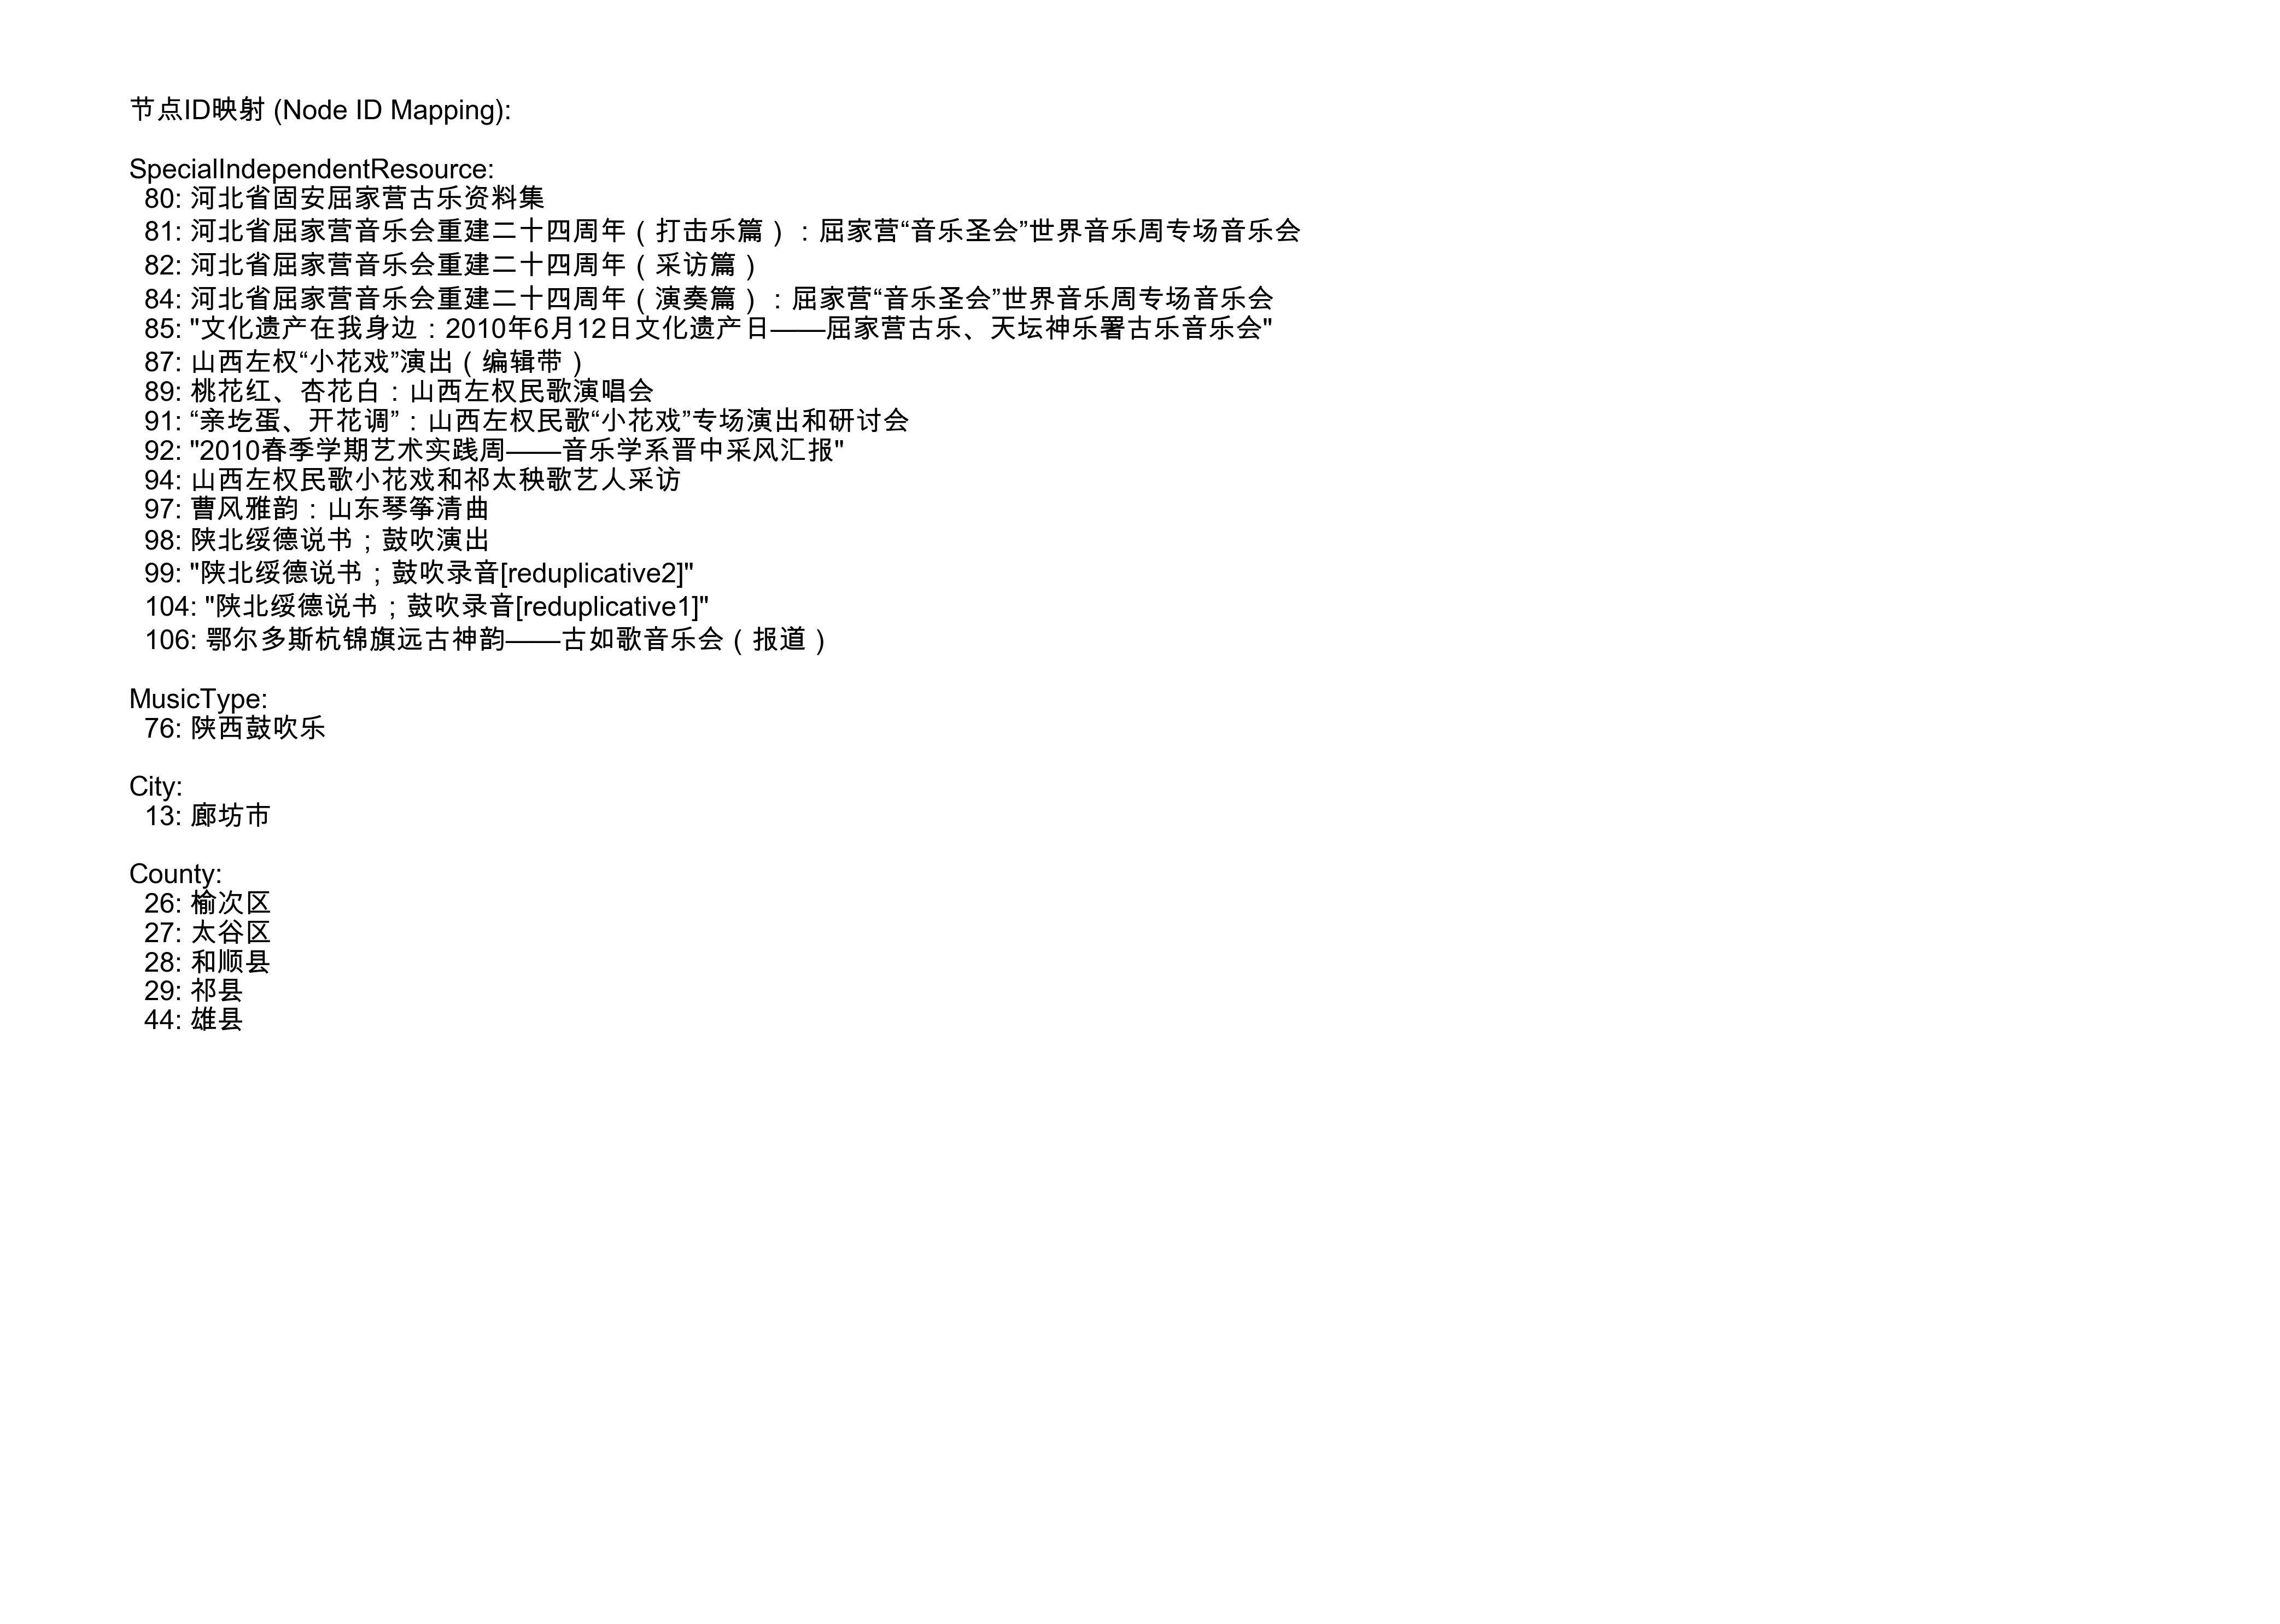 节点ID映射 (Node ID Mapping):
SpecialIndependentResource:
80: 河北省固安屈家营古乐资料集
81: 河北省屈家营音乐会重建二十四周年（打击乐篇）：屈家营“音乐圣会”世界音乐周专场音乐会
82: 河北省屈家营音乐会重建二十四周年（采访篇）
84: 河北省屈家营音乐会重建二十四周年（演奏篇）：屈家营“音乐圣会”世界音乐周专场音乐会
85: "文化遗产在我身边：2010年6月12日文化遗产日——屈家营古乐、天坛神乐署古乐音乐会"
87: 山西左权“小花戏”演出（编辑带）
89: 桃花红、杏花白：山西左权民歌演唱会
91: “亲圪蛋、开花调”：山西左权民歌“小花戏”专场演出和研讨会
92: "2010春季学期艺术实践周——音乐学系晋中采风汇报"
94: 山西左权民歌小花戏和祁太秧歌艺人采访
97: 曹风雅韵：山东琴筝清曲
98: 陕北绥德说书；鼓吹演出
99: "陕北绥德说书；鼓吹录音[reduplicative2]"
104: "陕北绥德说书；鼓吹录音[reduplicative1]"
106: 鄂尔多斯杭锦旗远古神韵——古如歌音乐会（报道）
MusicType:
76: 陕西鼓吹乐
City:
13: 廊坊市
County:
26: 榆次区
27: 太谷区
28: 和顺县
29: 祁县
44: 雄县